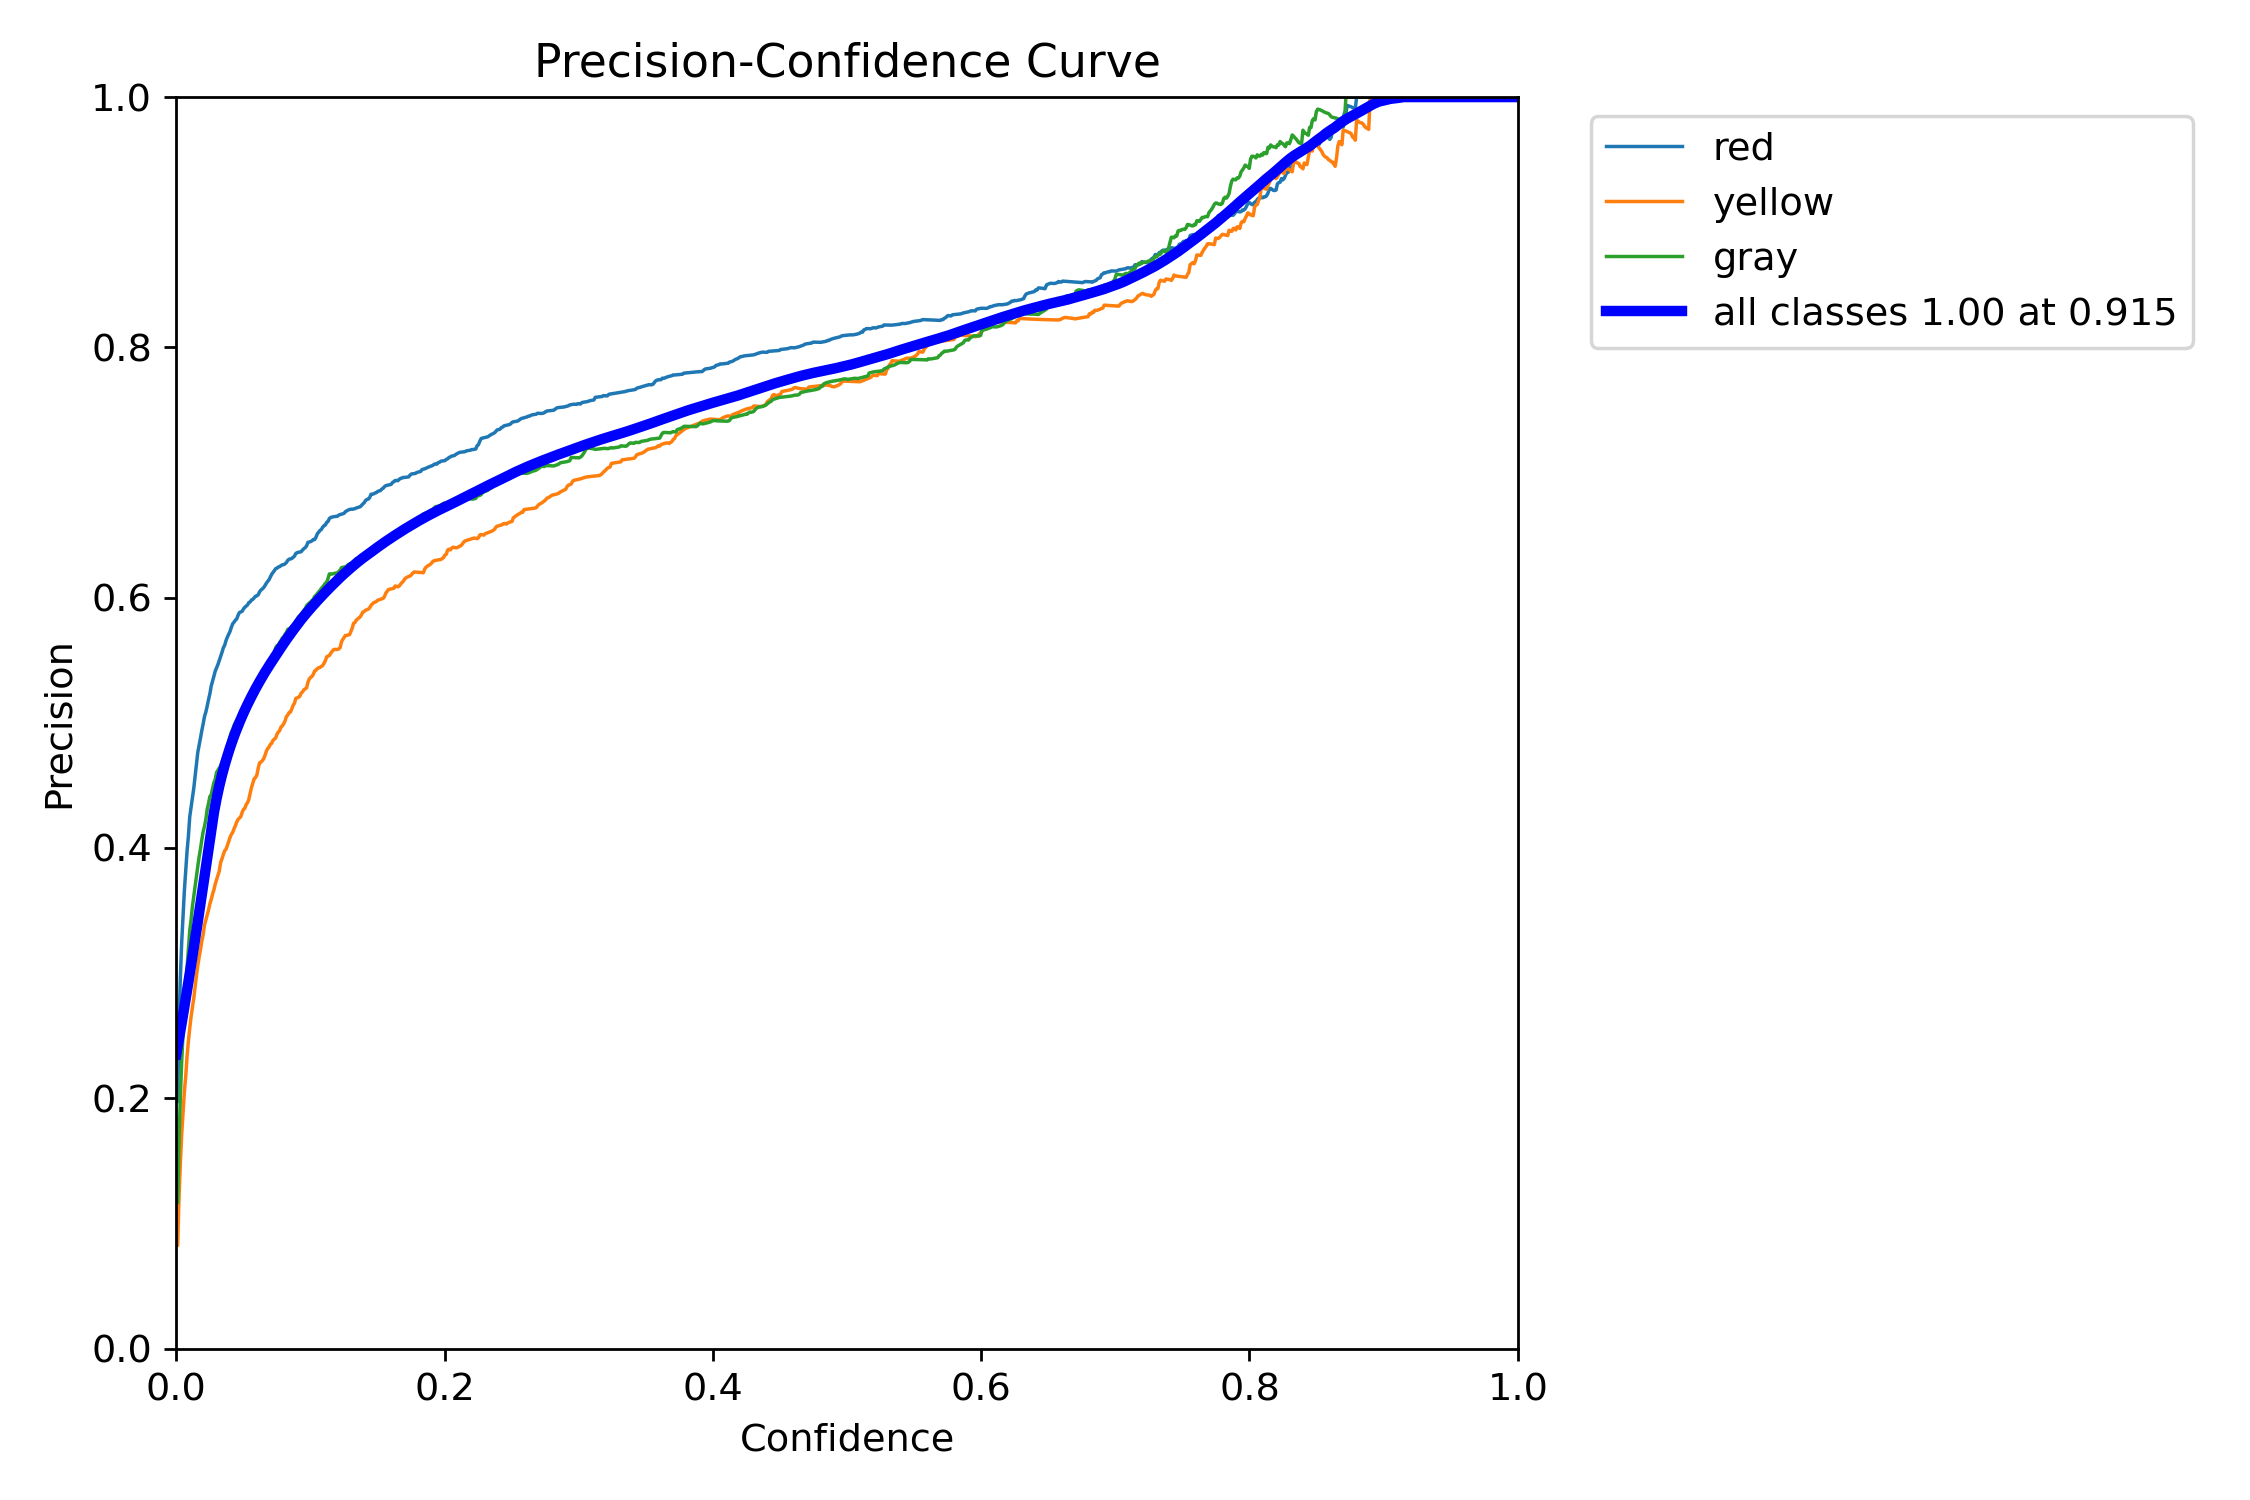 Precision-Confidence Curve
1.0
0.8
0.6
0.4
0.2
0.0
Precision
0.0 0.2 0.4 0.6 0.8 1.0
Confidence
red
yellow
gray
all classes 1.00 at 0.915